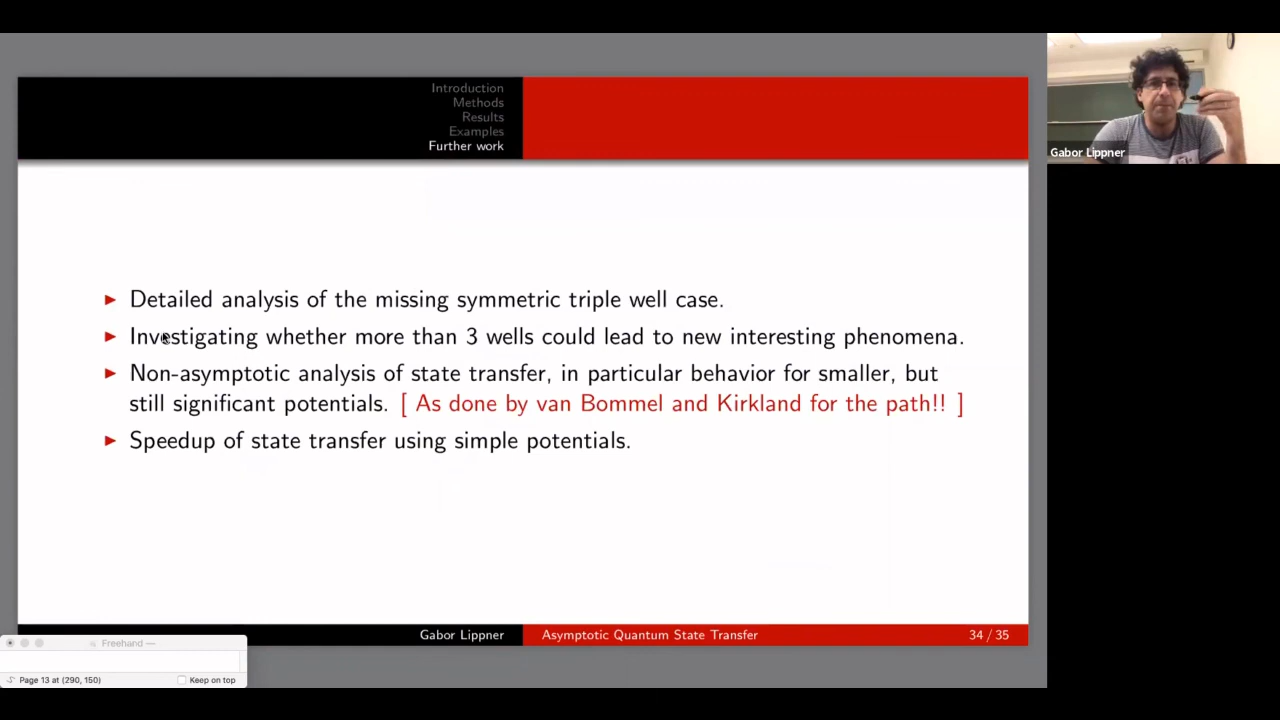 Introduction
Methods
Results
Examples
Further work
Detailed analysis of the missing symmetric triple well case.
Investigating whether more than 3 wells could lead to new interesting phenomena.
Non-asymptotic analysis of state transfer, in particular behavior for smaller, but
still significant potentials. [ As done by van Bommel and Kirkland for the path!! ]
Speedup of state transfer using simple potentials.
Gabor Lippner
Asymptotic Quantum State Transfer
34 / 35
Freehand —
Page 13 at (290, 150)
Keep on top
Gabor Lippner